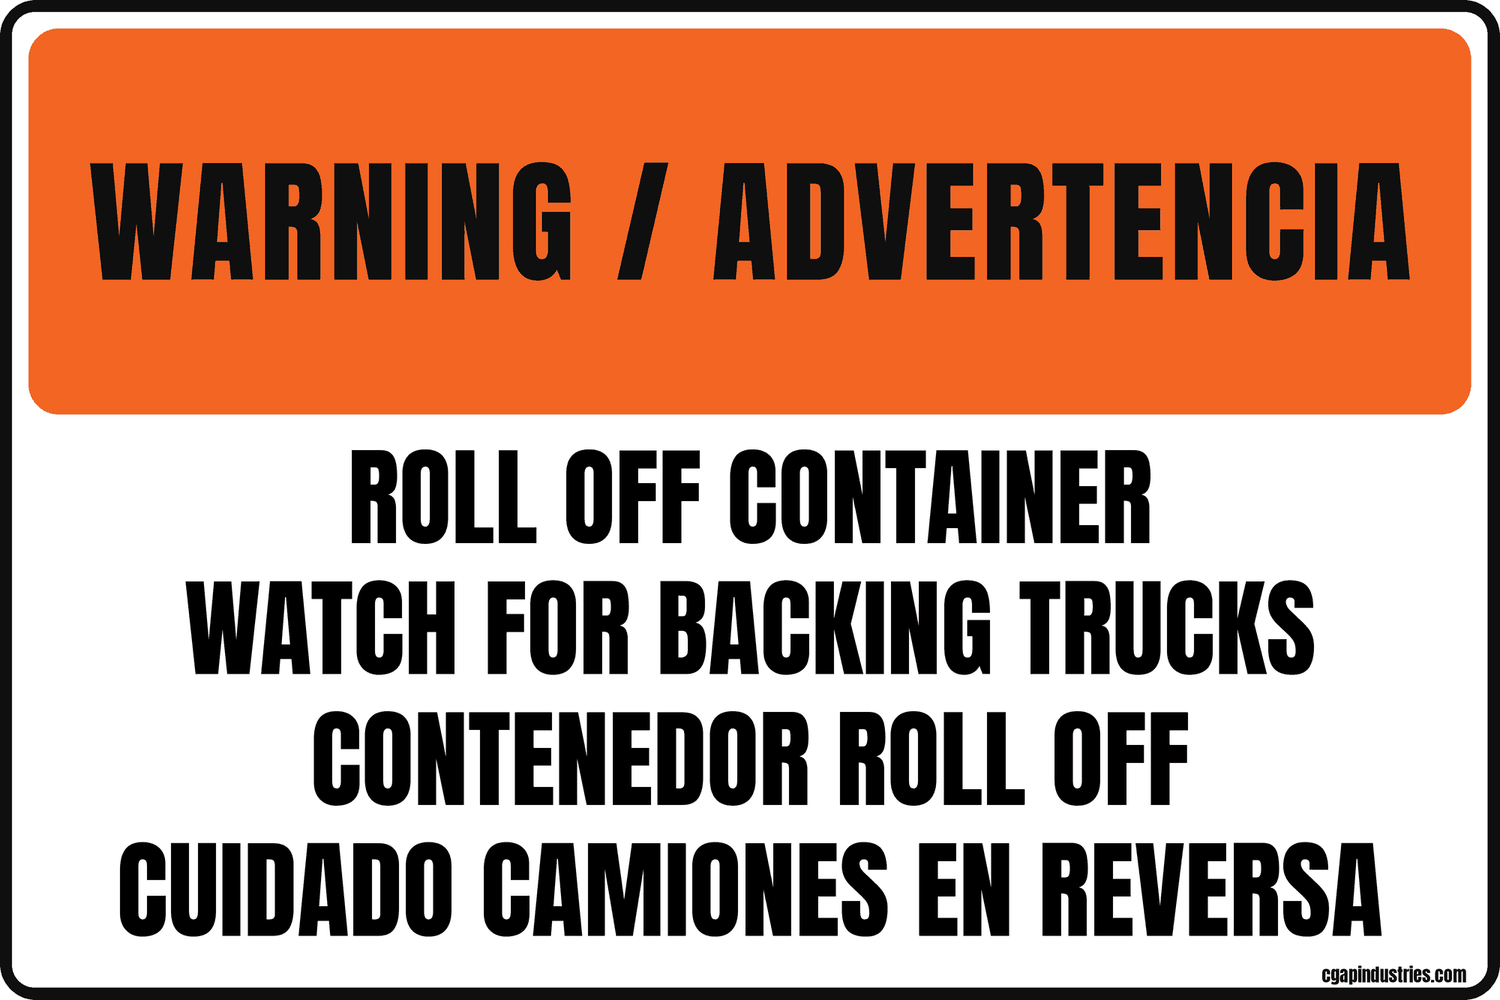 WARNING / ADVERTENCIA
ROLL OFF CONTAINER
WATCH FOR BACKING TRUCKS
CONTENEDOR ROLL OFF
CUIDADO CAMIONES EN REVERSA
cgapindustries.com